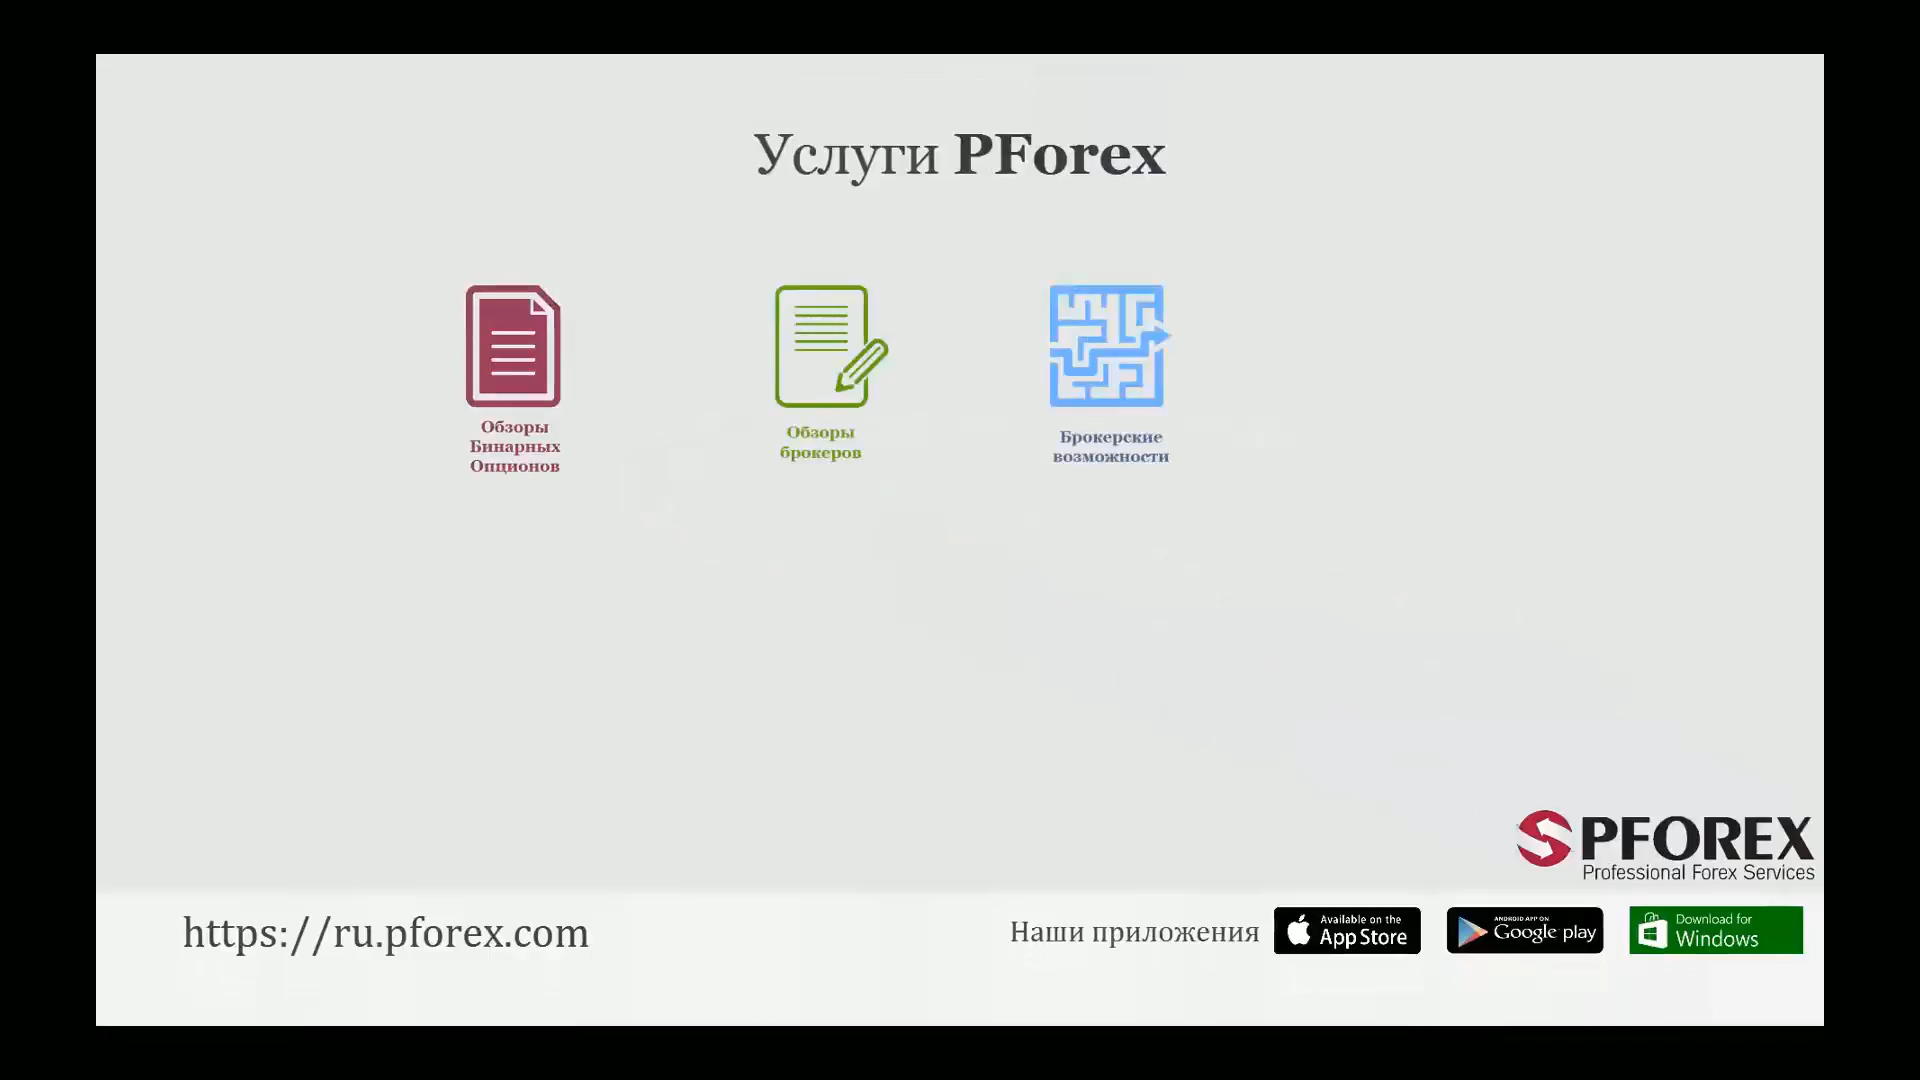 Услуги PForex
Обзоры
Бинарных
Опционов
Обзоры
брокеров
Брокерские
возможности
PFOREX
Professional Forex Services
https://ru.pforex.com
Наши приложения
Available on the
App Store
ANDROID APP ON
Google play
Download for
Windows